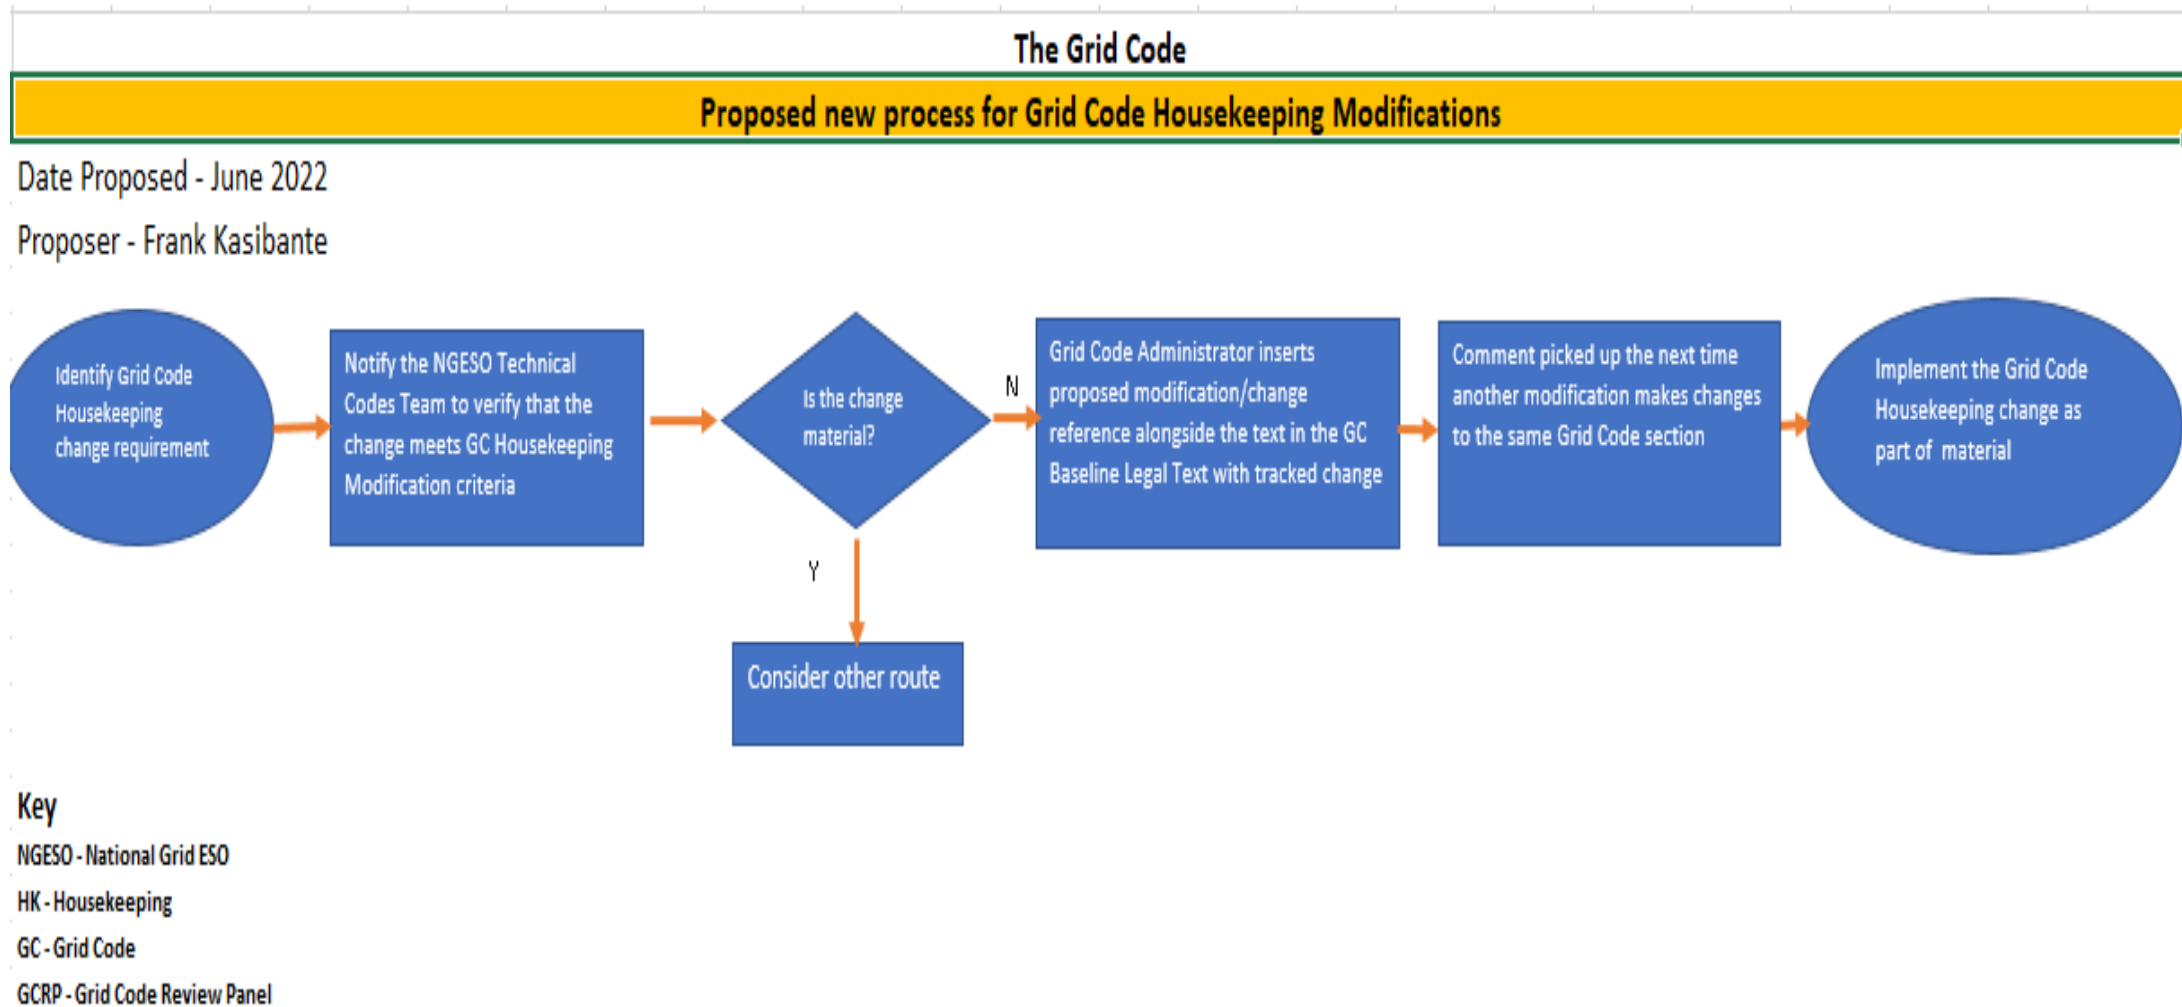 The Grid Code
Proposed new process for Grid Code Housekeeping Modifications
Date Proposed - June 2022
Proposer - Frank Kasibante
Identify Grid Code
Housekeeping
change requirement
Notify the NGESO Technical
Codes Team to verify that the
change meets GC Housekeeping
Modification criteria
Is the change
material?
N
Y
Consider other route
Grid Code Administrator inserts
proposed modification/change
reference alongside the text in the GC
Baseline Legal Text with tracked change
Comment picked up the next time
another modification makes changes
to the same Grid Code section
Implement the Grid Code
Housekeeping change as
part of material
Key
NGESO - National Grid ESO
HK - Housekeeping
GC - Grid Code
GCRP - Grid Code Review Panel